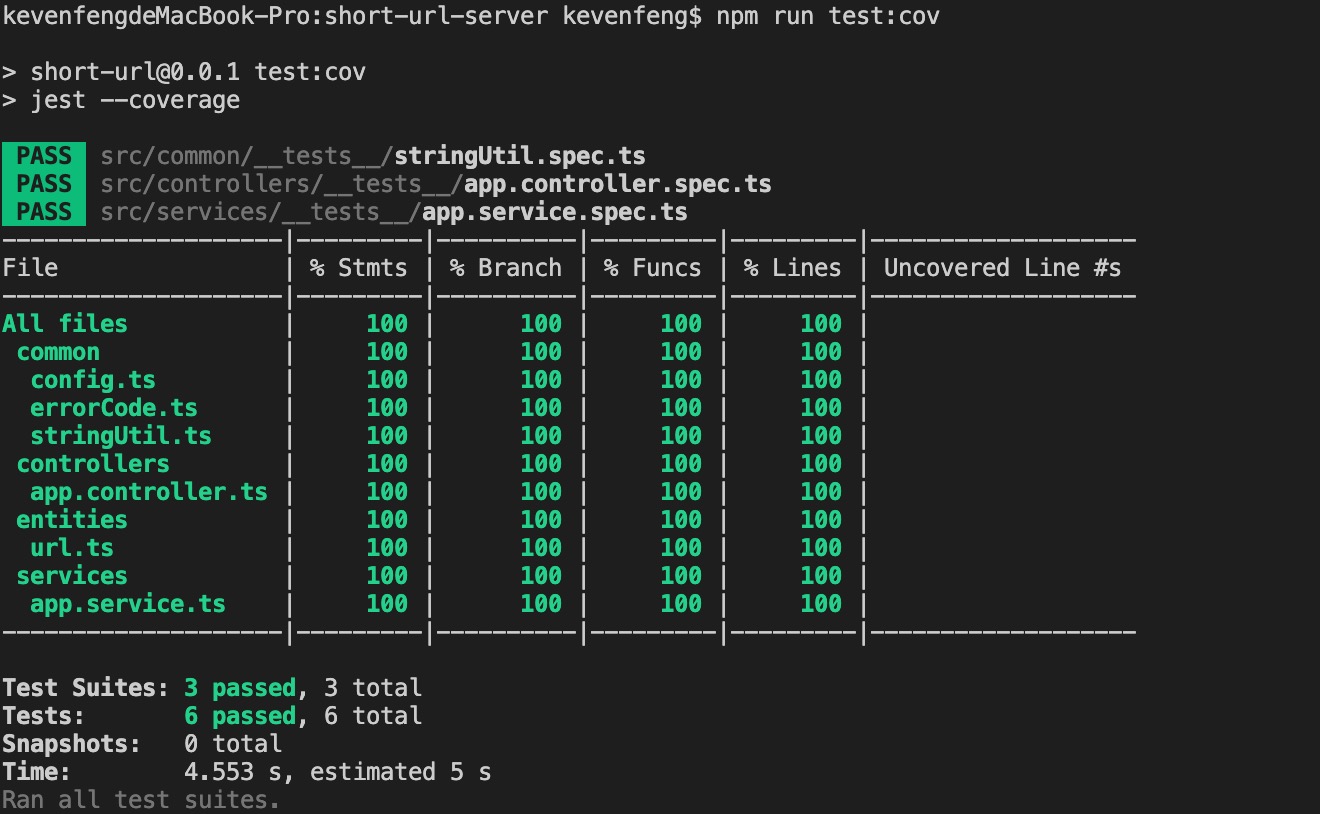 kevenfengdeMacBook-Pro:short-url-server kevenfeng$ npm run test:cov
> short-url@0.0.1 test:cov
> jest --coverage
PASS src/common/__tests__/stringUtil.spec.ts
PASS src/controllers/__tests__/app.controller.spec.ts
PASS src/services/__tests__/app.service.spec.ts
--------------------|---------|----------|---------|---------|-------------------
File                | % Stmts | % Branch | % Funcs | % Lines | Uncovered Line #s
--------------------|---------|----------|---------|---------|-------------------
All files           |     100 |      100 |     100 |     100 |
 common             |     100 |      100 |     100 |     100 |
  config.ts         |     100 |      100 |     100 |     100 |
  errorCode.ts      |     100 |      100 |     100 |     100 |
  stringUtil.ts     |     100 |      100 |     100 |     100 |
 controllers        |     100 |      100 |     100 |     100 |
  app.controller.ts |     100 |      100 |     100 |     100 |
 entities           |     100 |      100 |     100 |     100 |
  url.ts            |     100 |      100 |     100 |     100 |
 services           |     100 |      100 |     100 |     100 |
  app.service.ts    |     100 |      100 |     100 |     100 |
--------------------|---------|----------|---------|---------|-------------------
Test Suites: 3 passed, 3 total
Tests:       6 passed, 6 total
Snapshots:   0 total
Time:        4.553 s, estimated 5 s
Ran all test suites.